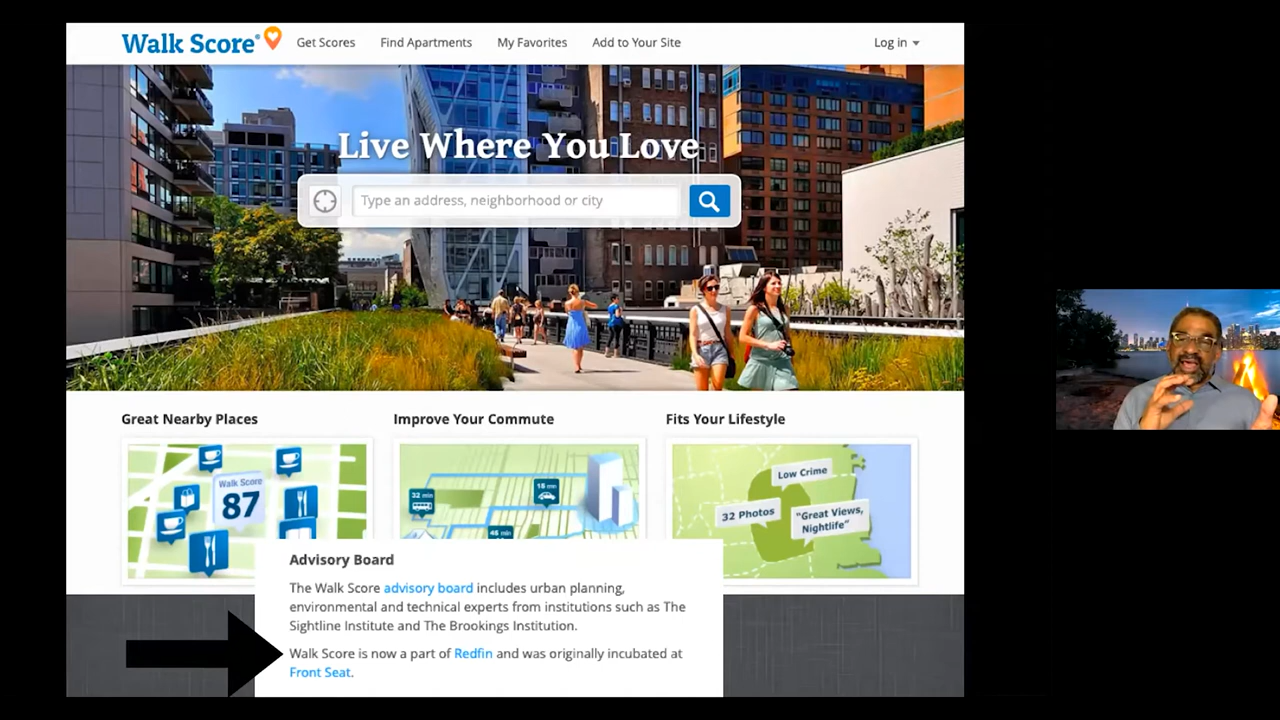 Walk Score®
Get Scores
Find Apartments
My Favorites
Add to Your Site
Log in
Live Where You Love
Type an address, neighborhood or city
Great Nearby Places
Improve Your Commute
Fits Your Lifestyle
Walk Score
87
32 min
15 min
Low Crime
32 Photos
“Great Views,
Nightlife”
Advisory Board
The Walk Score advisory board includes urban planning,
environmental and technical experts from institutions such as The
Sightline Institute and The Brookings Institution.
Walk Score is now a part of Redfin and was originally incubated at
Front Seat.